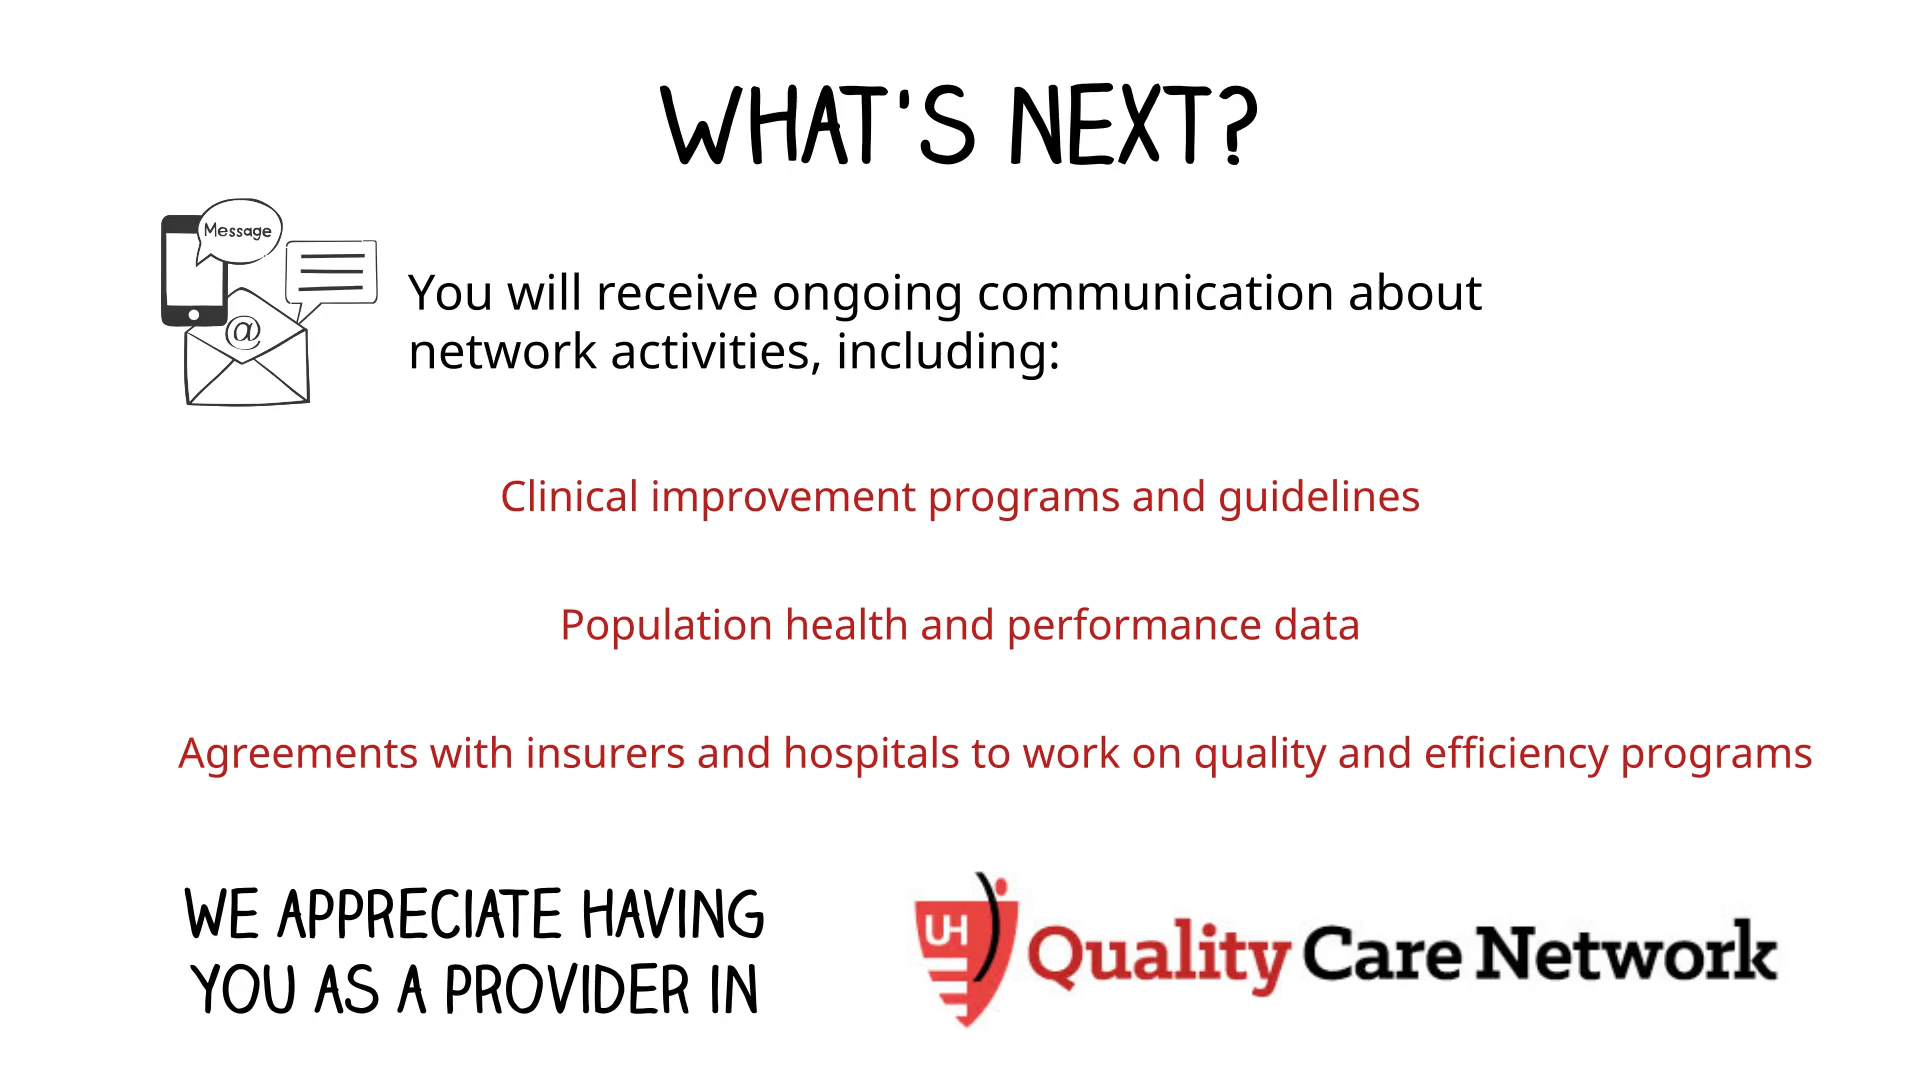 WHAT'S NEXT?
Message
@
You will receive ongoing communication about
network activities, including:
Clinical improvement programs and guidelines
Population health and performance data
Agreements with insurers and hospitals to work on quality and efficiency programs
WE APPRECIATE HAVING
YOU AS A PROVIDER IN
UH
Quality Care Network